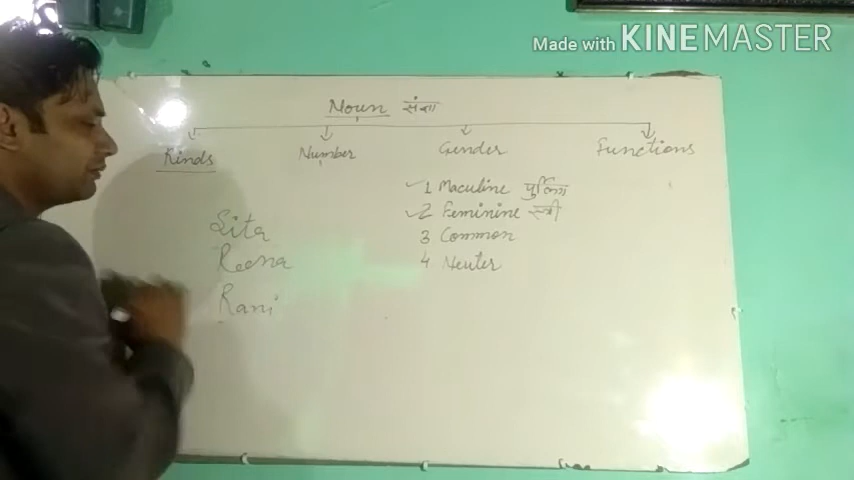 Made with KINEMASTER
Noun संज्ञा
Kinds Number Gender Functions
1 Maculine पुल्लिंग
2 Feminine स्त्री
3 Common
4 Neuter
Sita
Reena
Rani